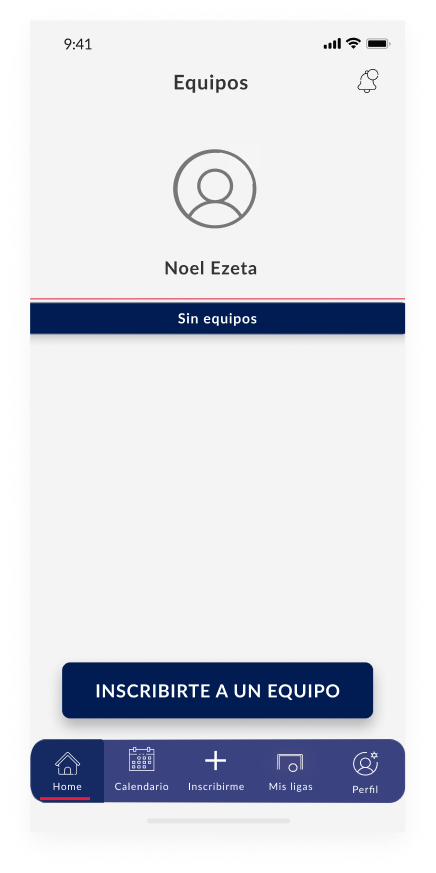 9:41
Equipos
Noel Ezeta
Sin equipos
INSCRIBIRTE A UN EQUIPO
Home
Calendario
Inscribirme
Mis ligas
Perfil